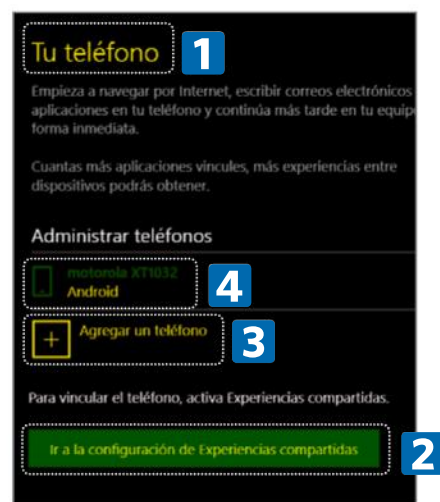 Tu teléfono 1
Empieza a navegar por Internet, escribir correos electrónicos
aplicaciones en tu teléfono y continúa más tarde en tu equip
forma inmediata.
Cuantas más aplicaciones vincules, más experiencias entre
dispositivos podrás obtener.
Administrar teléfonos
motorola XT1032
Android 4
+ Agregar un teléfono 3
Para vincular el teléfono, activa Experiencias compartidas.
Ir a la configuración de Experiencias compartidas 2